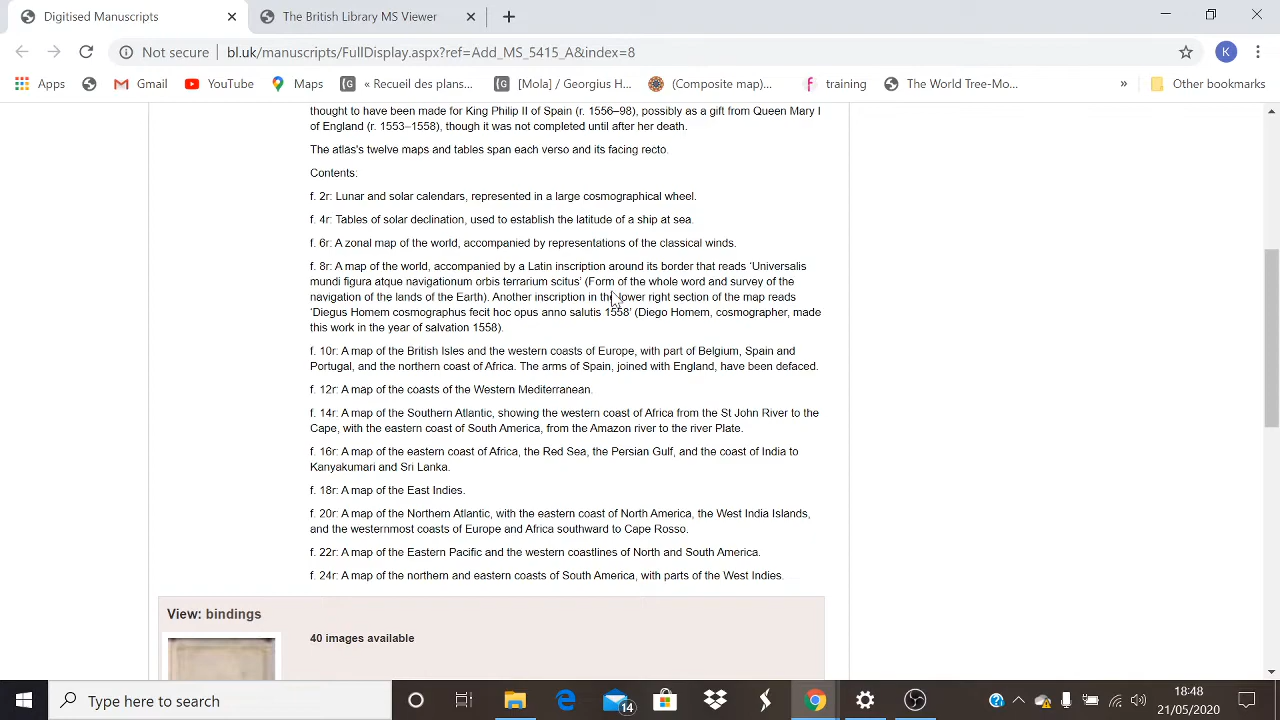 Digitised Manuscripts
The British Library MS Viewer
Not secure
bl.uk/manuscripts/FullDisplay.aspx?ref=Add_MS_5415_A&index=8
K
Apps
Gmail
YouTube
Maps
« Recueil des plans...
[Mola] / Georgius H...
(Composite map)...
training
The World Tree-Mo...
»
Other bookmarks
thought to have been made for King Philip II of Spain (r. 1556–98), possibly as a gift from Queen Mary I
of England (r. 1553–1558), though it was not completed until after her death.
The atlas's twelve maps and tables span each verso and its facing recto.
Contents:
f. 2r: Lunar and solar calendars, represented in a large cosmographical wheel.
f. 4r: Tables of solar declination, used to establish the latitude of a ship at sea.
f. 6r: A zonal map of the world, accompanied by representations of the classical winds.
f. 8r: A map of the world, accompanied by a Latin inscription around its border that reads ‘Universalis
mundi figura atque navigationum orbis terrarium scitus’ (Form of the whole word and survey of the
navigation of the lands of the Earth). Another inscription in the lower right section of the map reads
‘Diegus Homem cosmographus fecit hoc opus anno salutis 1558’ (Diego Homem, cosmographer, made
this work in the year of salvation 1558).
f. 10r: A map of the British Isles and the western coasts of Europe, with part of Belgium, Spain and
Portugal, and the northern coast of Africa. The arms of Spain, joined with England, have been defaced.
f. 12r: A map of the coasts of the Western Mediterranean.
f. 14r: A map of the Southern Atlantic, showing the western coast of Africa from the St John River to the
Cape, with the eastern coast of South America, from the Amazon river to the river Plate.
f. 16r: A map of the eastern coast of Africa, the Red Sea, the Persian Gulf, and the coast of India to
Kanyakumari and Sri Lanka.
f. 18r: A map of the East Indies.
f. 20r: A map of the Northern Atlantic, with the eastern coast of North America, the West India Islands,
and the westernmost coasts of Europe and Africa southward to Cape Rosso.
f. 22r: A map of the Eastern Pacific and the western coastlines of North and South America.
f. 24r: A map of the northern and eastern coasts of South America, with parts of the West Indies.
View: bindings
40 images available
Type here to search
14
18:48
21/05/2020